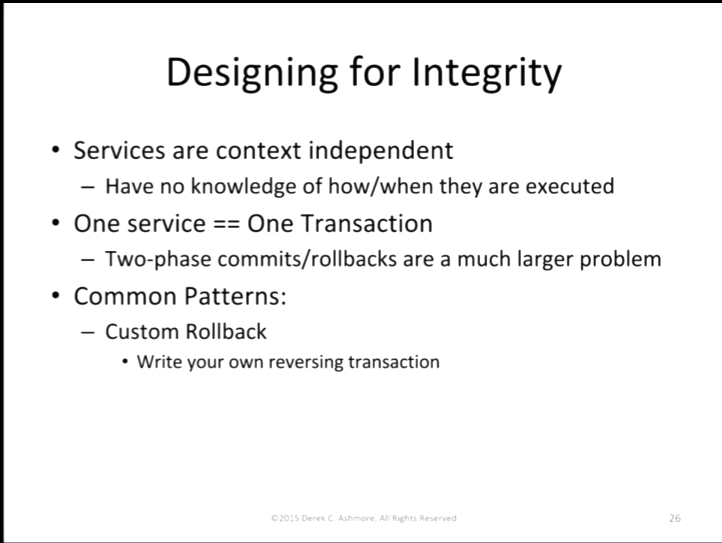 Designing for Integrity
• Services are context independent
– Have no knowledge of how/when they are executed
• One service == One Transaction
– Two-phase commits/rollbacks are a much larger problem
• Common Patterns:
– Custom Rollback
• Write your own reversing transaction
©2015 Derek C. Ashmore, All Rights Reserved
26